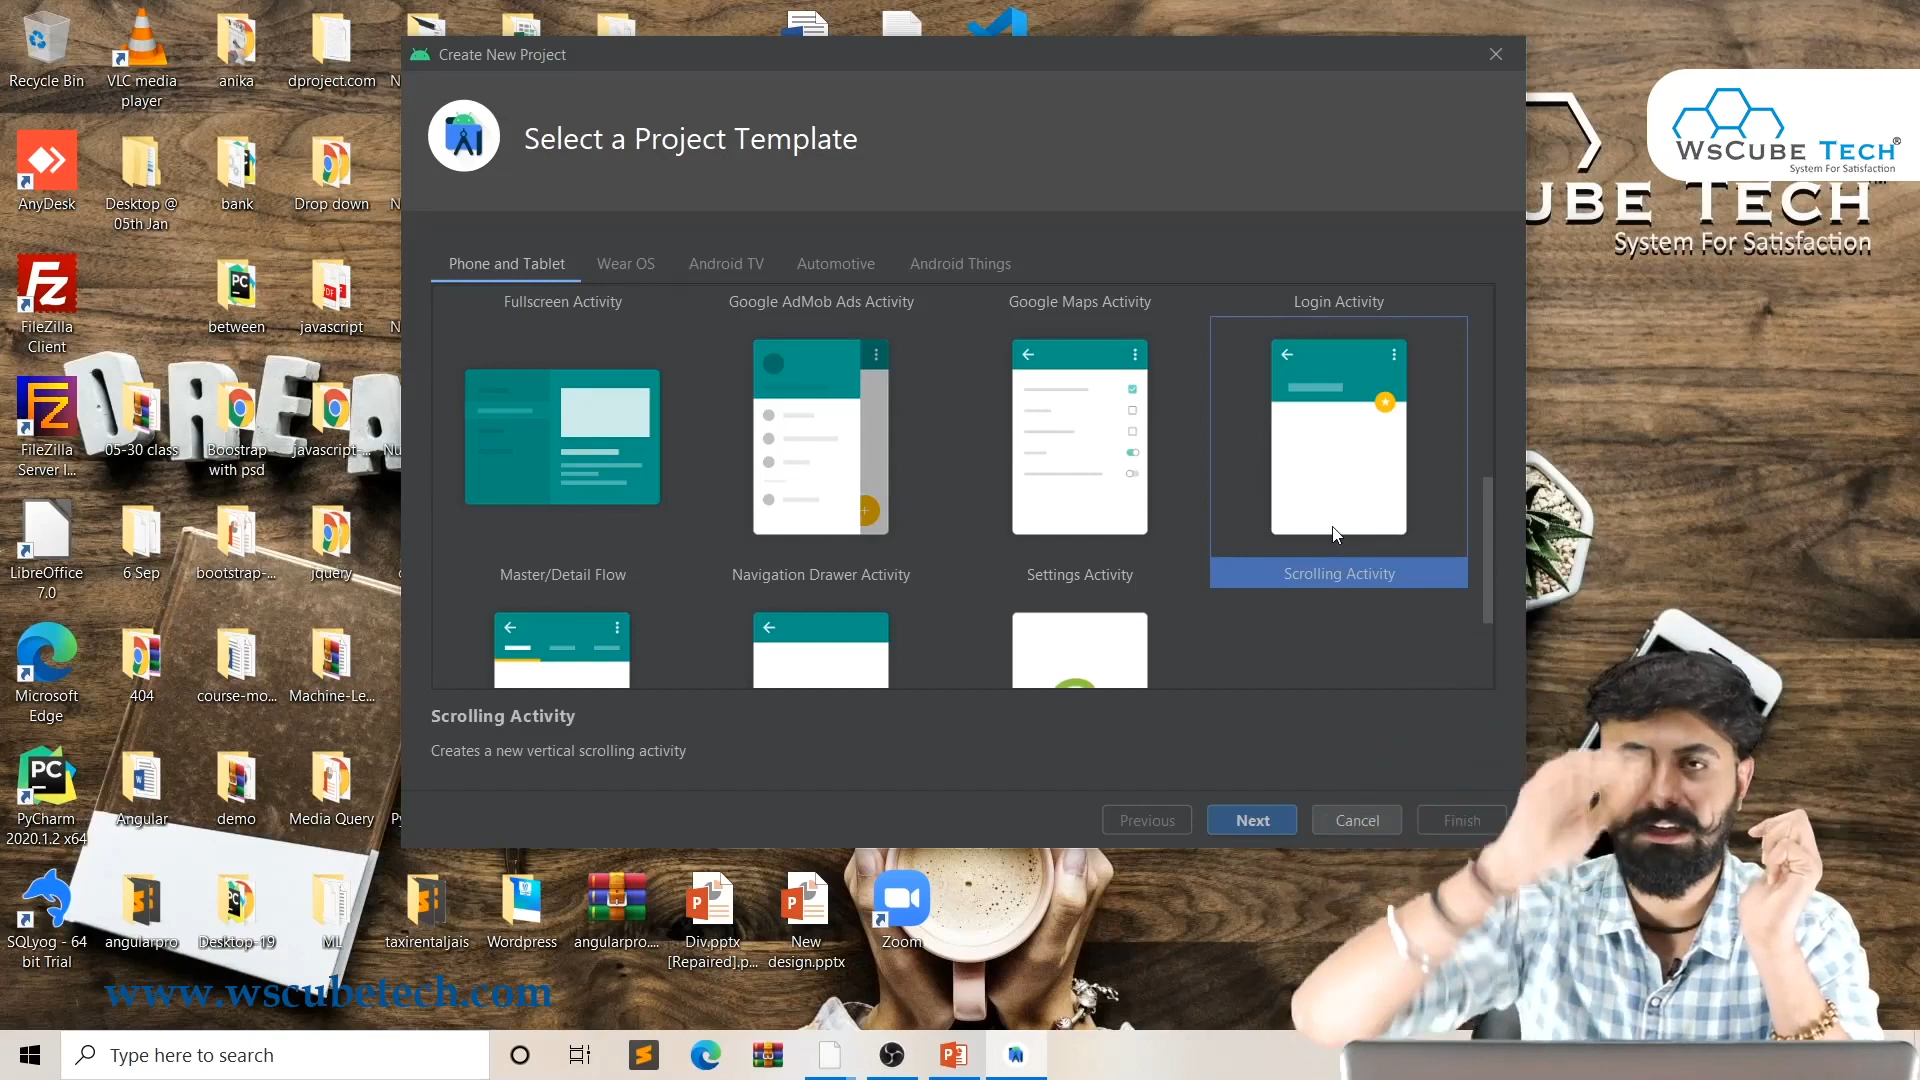 Create New Project
Select a Project Template
Phone and Tablet
Wear OS
Android TV
Automotive
Android Things
Fullscreen Activity
Google AdMob Ads Activity
Google Maps Activity
Login Activity
Master/Detail Flow
Navigation Drawer Activity
Settings Activity
Scrolling Activity
Scrolling Activity
Creates a new vertical scrolling activity
Previous
Next
Cancel
Finish
WsCube Tech®
System For Satisfaction
UBE TECH
System For Satisfaction
Recycle Bin
VLC media
player
anika
dproject.com
AnyDesk
Desktop @
05th Jan
bank
Drop down
FileZilla
Client
between
javascript
FileZilla
Server I...
05-30 class
Boostrap
with psd
javascript-...
LibreOffice
7.0
6 Sep
bootstrap-...
jquery
Microsoft
Edge
404
course-mo...
Machine-Le...
PyCharm
2020.1.2 x64
Angular
demo
Media Query
SQLyog - 64
bit Trial
angularpro
Desktop-19
ML
taxirentaljais
Wordpress
angularpro....
Div.pptx
[Repaired].p...
New
design.pptx
Zoom
www.wscubetech.com
Type here to search